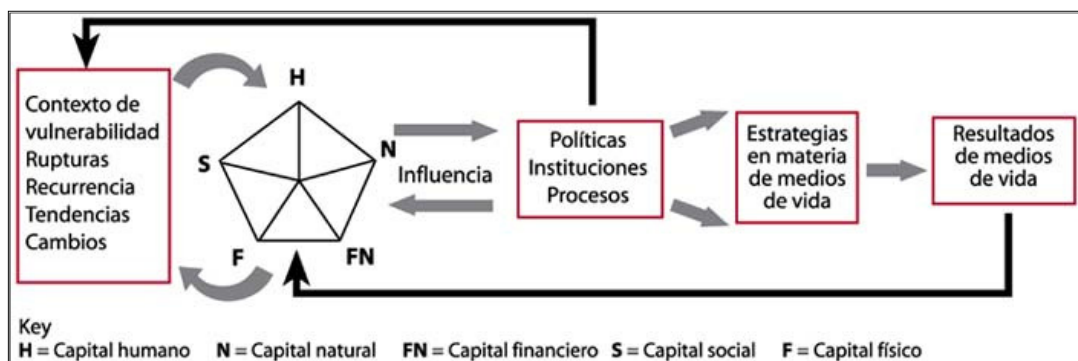 Contexto de
vulnerabilidad
Rupturas
Recurrencia
Tendencias
Cambios
H
S
N
F
FN
Influencia
Políticas
Instituciones
Procesos
Estrategias
en materia
de medios
de vida
Resultados
de medios
de vida
Key
H = Capital humano N = Capital natural FN = Capital financiero S = Capital social F = Capital físico